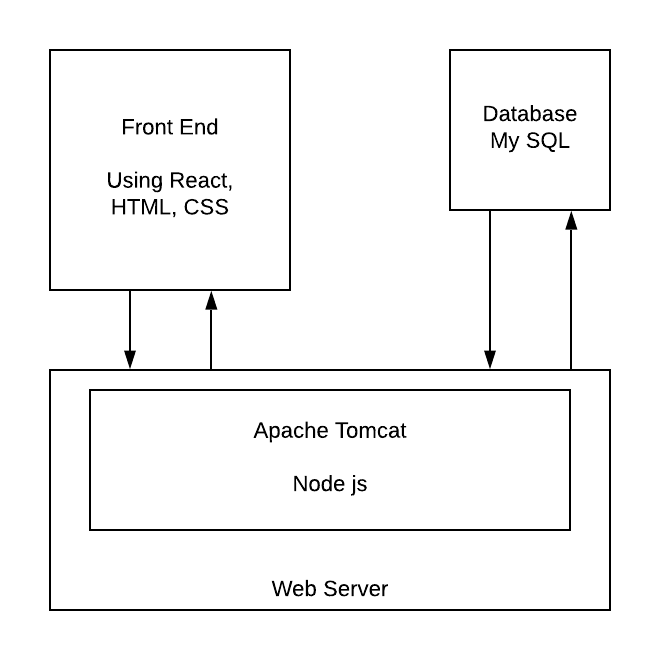 Front End
Using React,
HTML, CSS
Database
My SQL
Apache Tomcat
Node js
Web Server